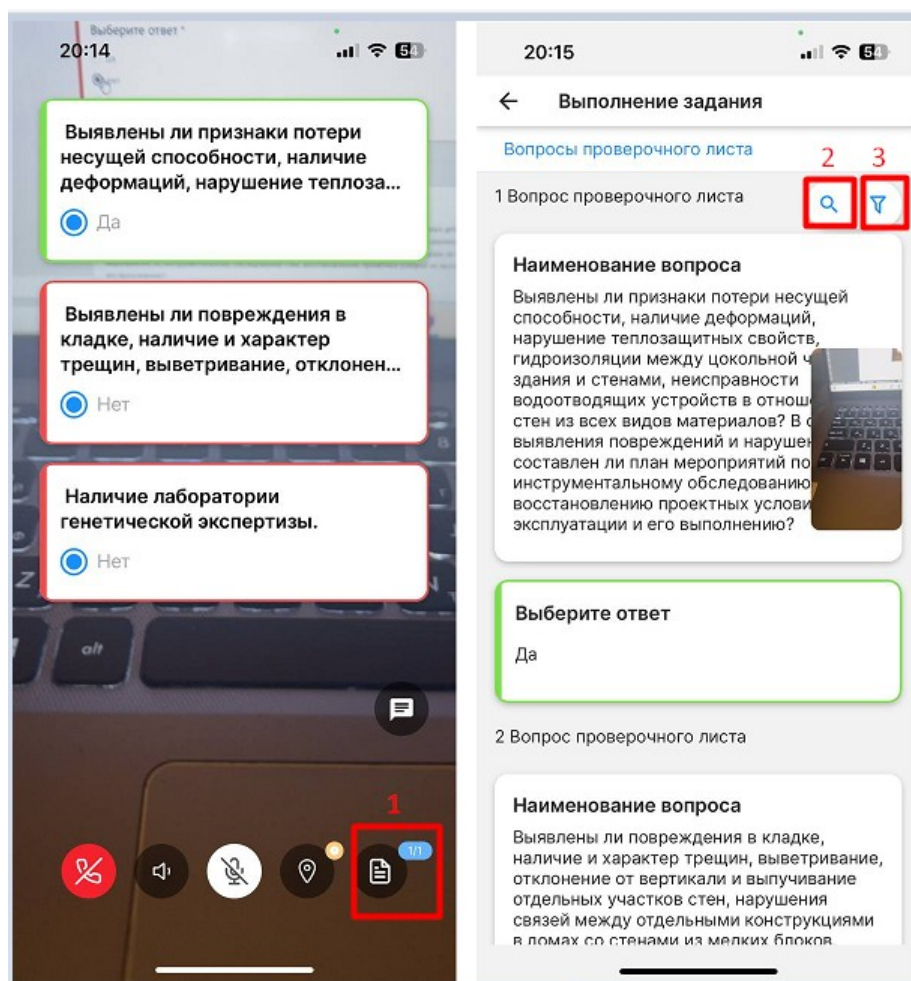 Выберите ответ *
20:14
54
Выявлены ли признаки потери
несущей способности, наличие
деформаций, нарушение теплоза...
Да
Выявлены ли повреждения в
кладке, наличие и характер
трещин, выветривание, отклонен...
Нет
Наличие лаборатории
генетической экспертизы.
Нет
Z
alt
1
1/1
20:15
54
Выполнение задания
Вопросы проверочного листа
2
3
1 Вопрос проверочного листа
Наименование вопроса
Выявлены ли признаки потери несущей
способности, наличие деформаций,
нарушение теплозащитных свойств,
гидроизоляции между цокольной ч
здания и стенами, неисправности
водоотводящих устройств в отнош
стен из всех видов материалов? В с
выявления повреждений и нарушен
составлен ли план мероприятий по
инструментальному обследованию
восстановлению проектных услови
эксплуатации и его выполнению?
Выберите ответ
Да
2 Вопрос проверочного листа
Наименование вопроса
Выявлены ли повреждения в кладке,
наличие и характер трещин, выветривание,
отклонение от вертикали и выпучивание
отдельных участков стен, нарушения
связей между отдельными конструкциями
в домах со стенами из мелких блоков,